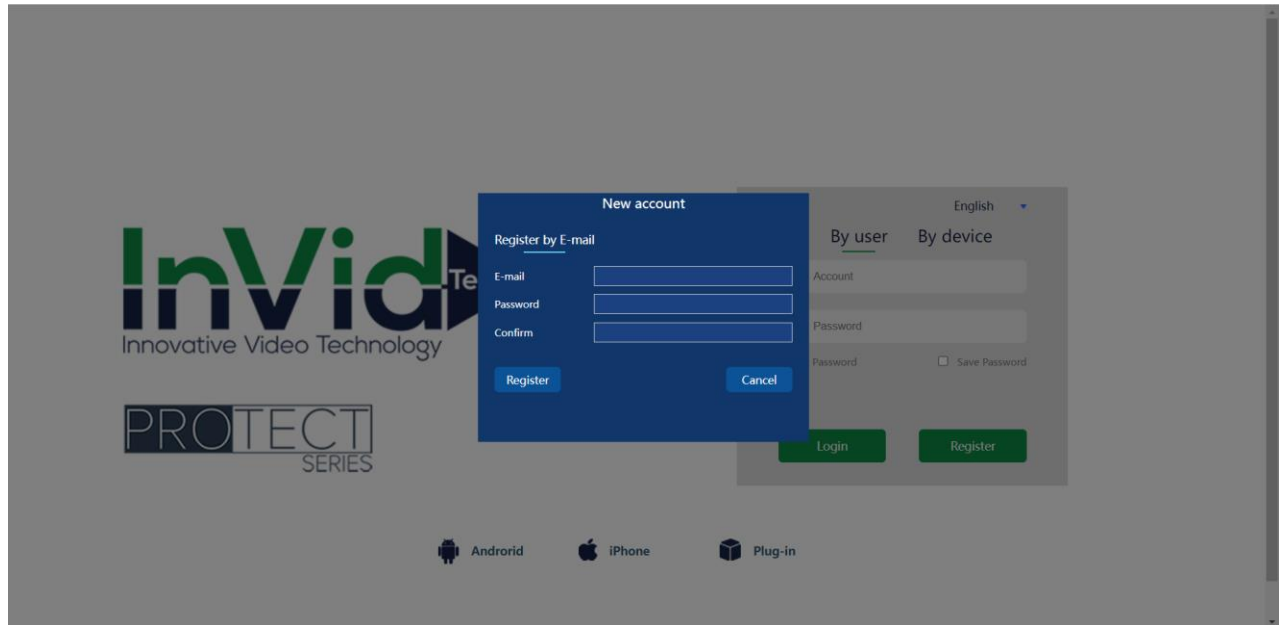 New account
Register by E-mail
E-mail
Password
Confirm
Register
Cancel
English
By user By device
Account
Password
Password
Save Password
Login
Register
InVid Te
Innovative Video Technology
PROTECT
SERIES
Androrid
iPhone
Plug-in